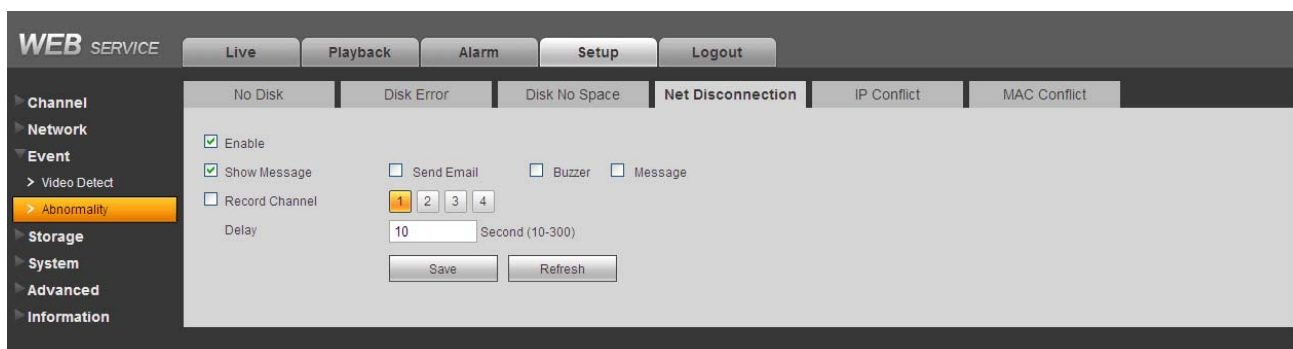 WEB SERVICE
Live Playback Alarm Setup Logout
No Disk Disk Error Disk No Space Net Disconnection IP Conflict MAC Conflict
Channel
Network
Event
> Video Detect
> Abnormality
Storage
System
Advanced
Information
Enable
Show Message Send Email Buzzer Message
Record Channel 1 2 3 4
Delay 10 Second (10-300)
Save Refresh